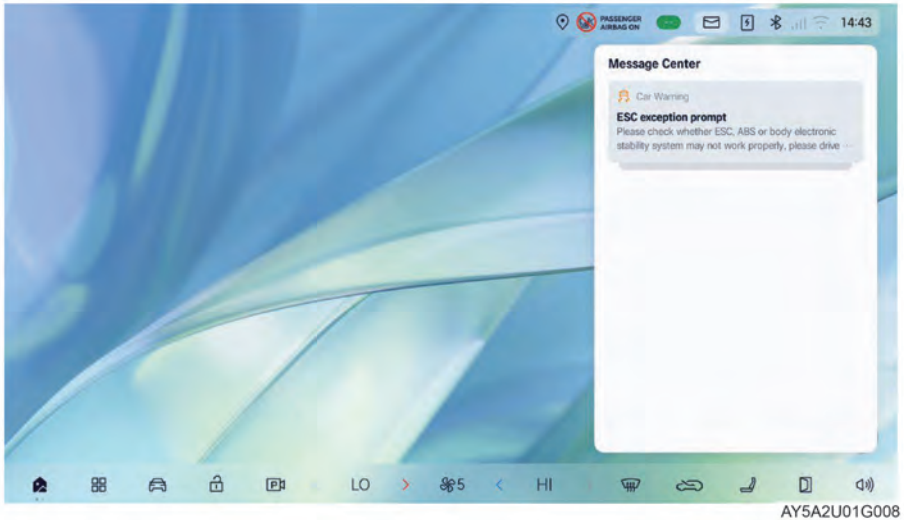 PASSENGER
AIRBAG ON
14:43
Message Center
Car Warning
ESC exception prompt
Please check whether ESC, ABS or body electronic
stability system may not work properly, please drive ...
LO > 5 < HI
AY5A2U01G008